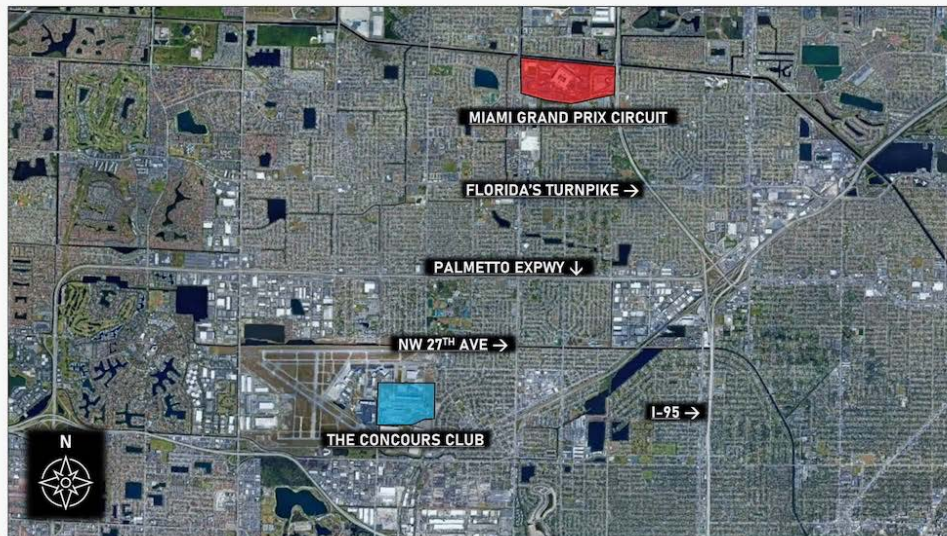 MIAMI GRAND PRIX CIRCUIT
FLORIDA'S TURNPIKE →
PALMETTO EXPWY ↓
NW 27TH AVE →
I-95 →
THE CONCOURS CLUB
N